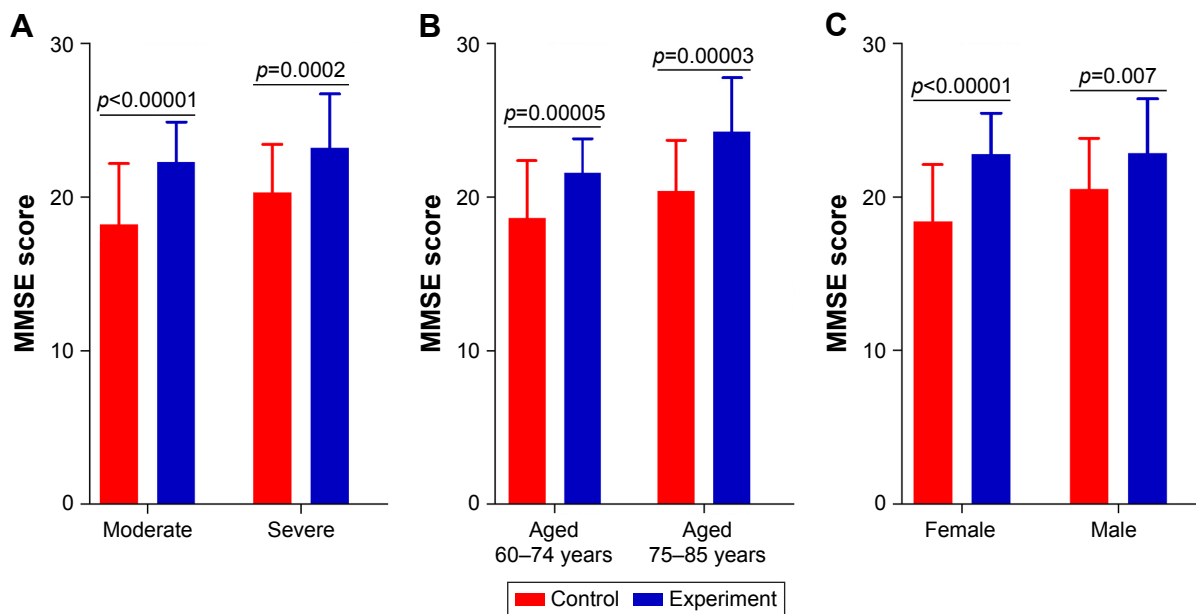 A
30
20
10
0
MMSE score
p<0.00001
p=0.0002
Moderate
Severe
B
30
20
10
0
MMSE score
p=0.00005
p=0.00003
Aged
60–74 years
Aged
75–85 years
C
30
20
10
0
MMSE score
p<0.00001
p=0.007
Female
Male
Control
Experiment